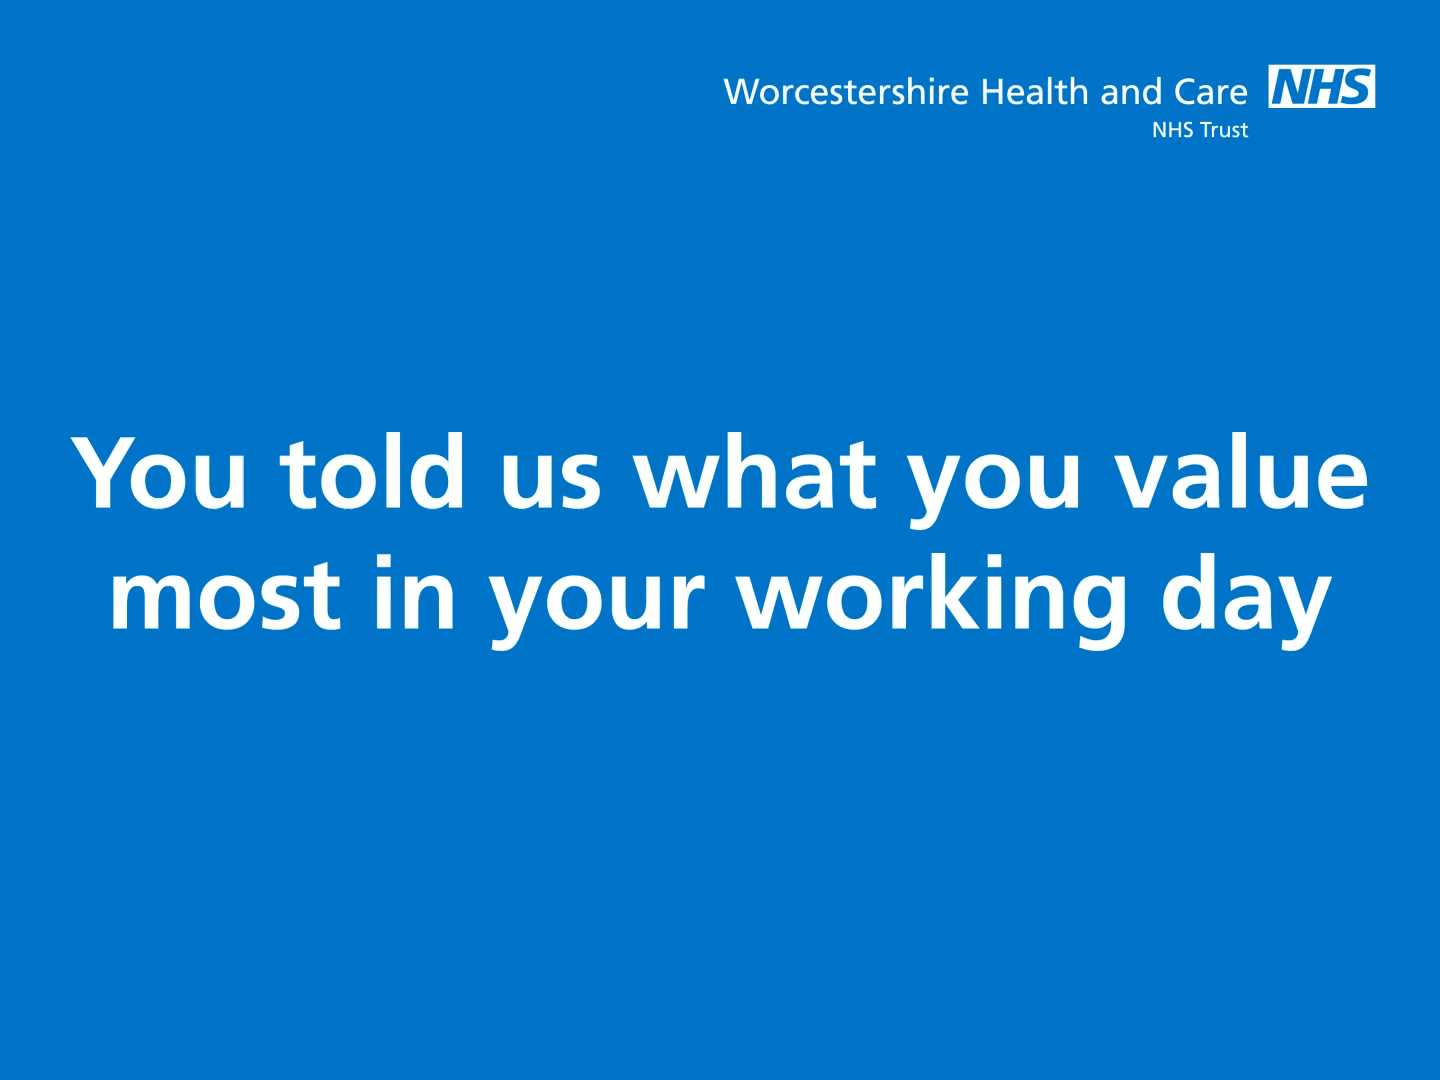 Worcestershire Health and Care NHS
NHS Trust
You told us what you value
most in your working day